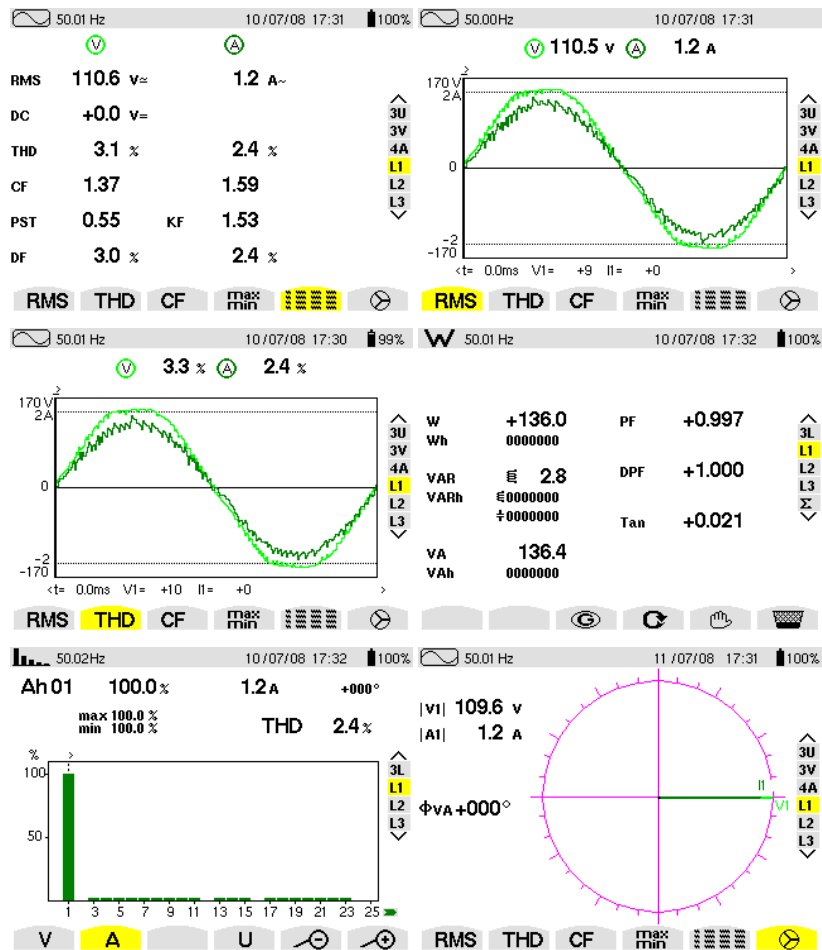 50.01 Hz 10/07/08 17:31 100%
V A
RMS 110.6 V≃ 1.2 A~
DC +0.0 V=
THD 3.1 % 2.4 %
CF 1.37 1.59
PST 0.55 KF 1.53
DF 3.0 % 2.4 %
3U
3V
4A
L1
L2
L3
RMS THD CF max min
50.00Hz 10/07/08 17:31
V 110.5 V A 1.2 A
170 V
2A
0
-2
-170
<t= 0.0ms V1= +9 I1= +0 >
3U
3V
4A
L1
L2
L3
RMS THD CF max min
50.01 Hz 10/07/08 17:30 99%
V 3.3 % A 2.4 %
170 V
2A
0
-2
-170
<t= 0.0ms V1= +10 I1= +0 >
3U
3V
4A
L1
L2
L3
RMS THD CF max min
W 50.01 Hz 10/07/08 17:32 100%
W +136.0 PF +0.997
Wh 0000000
VAR 2.8 DPF +1.000
VARh 0000000
÷0000000 Tan +0.021
VA 136.4
VAh 0000000
3L
L1
L2
L3
Σ
G
50.02Hz 10/07/08 17:32 100%
Ah 01 100.0 % 1.2 A +000°
max 100.0 %
min 100.0 % THD 2.4 %
%
100
50
1 3 5 7 9 11 13 15 17 19 21 23 25
3L
L1
L2
L3
V A U
50.01 Hz 11/07/08 17:31 100%
|V1| 109.6 V
|A1| 1.2 A
ΦVA+000°
I1
V1
3U
3V
4A
L1
L2
L3
RMS THD CF max min